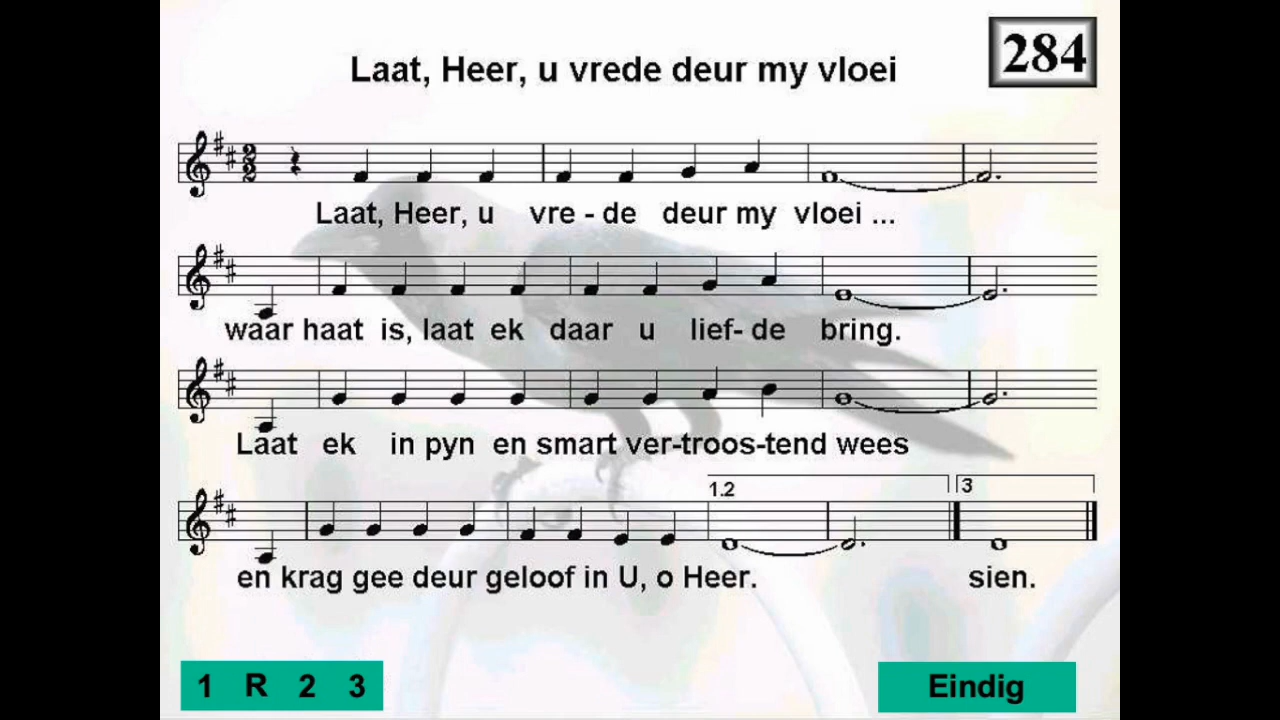 284
Laat, Heer, u vrede deur my vloei
Laat, Heer, u vre - de deur my vloei ...
waar haat is, laat ek daar u lief- de bring.
Laat ek in pyn en smart ver-troos-tend wees
1.2 3
en krag gee deur geloof in U, o Heer. sien.
1 R 2 3 Eindig